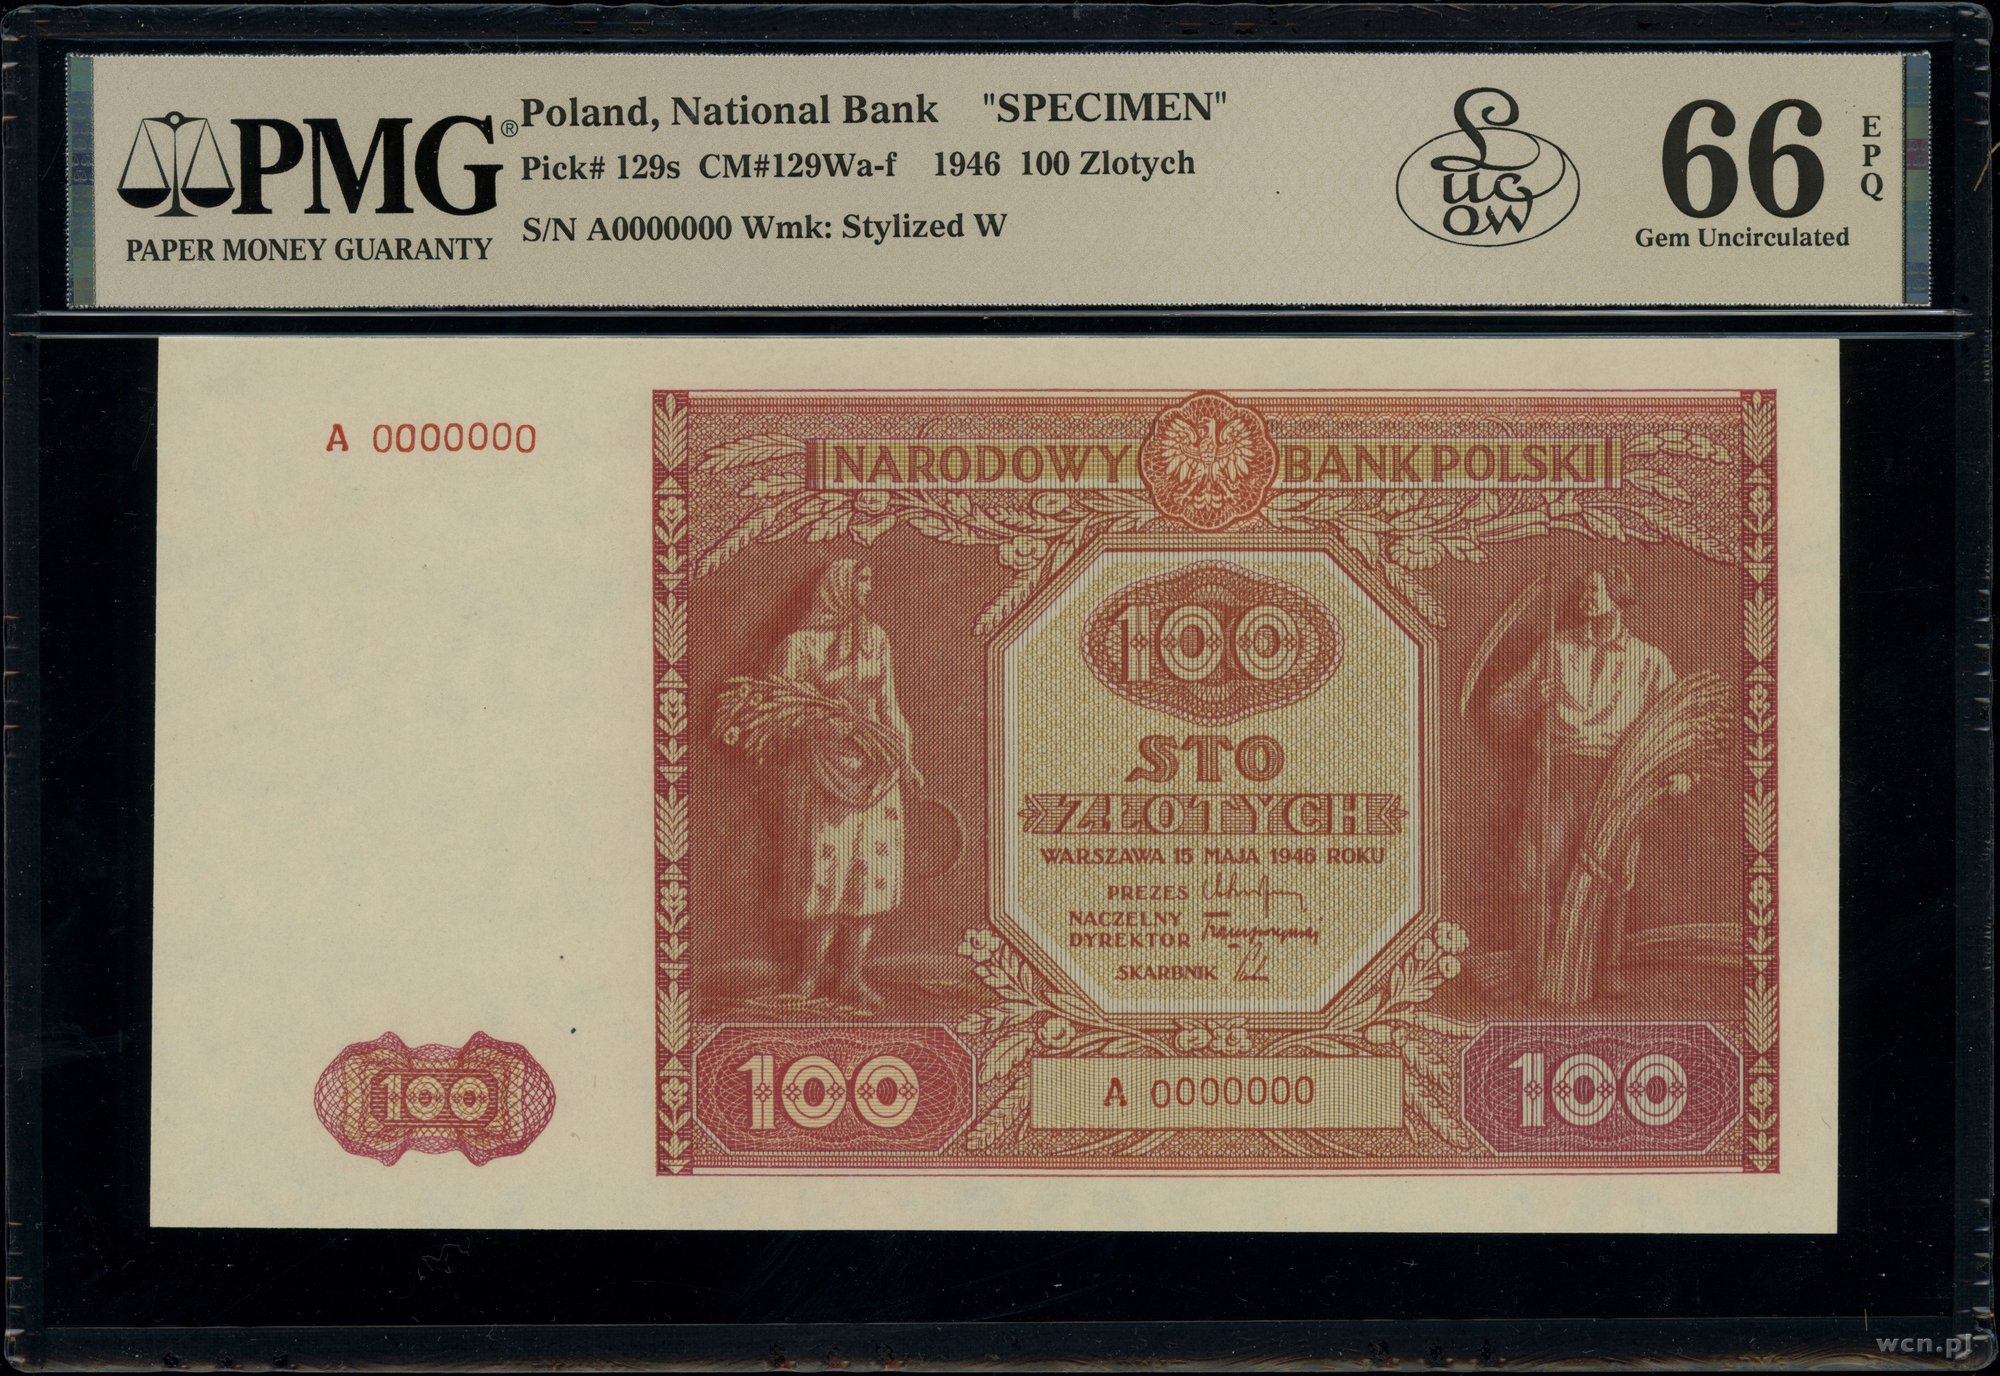 PMG®
PAPER MONEY GUARANTY
Poland, National Bank "SPECIMEN"
Pick# 129s CM#129Wa-f 1946 100 Zlotych
S/N A0000000 Wmk: Stylized W
66
EPQ
Gem Uncirculated
A 0000000
NARODOWY BANK POLSKI
100
STO
ZŁOTYCH
WARSZAWA 15 MAJA 1946 ROKU
PREZES
NACZELNY
DYREKTOR
SKARBNIK
100
100
A 0000000
100
wcn.pl